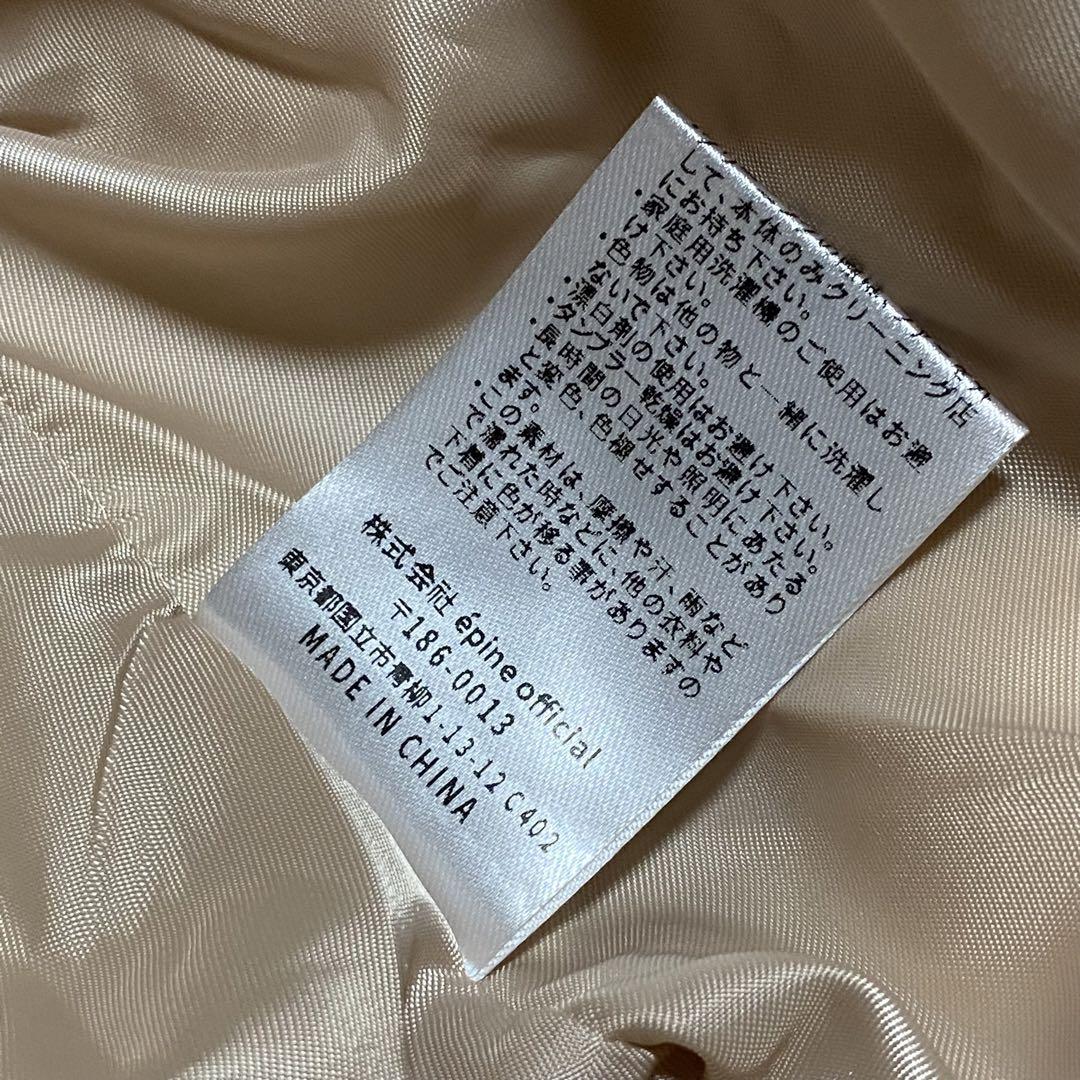 して、本体のみクリーニング店
にお持ち下さい。
・家庭用洗濯機のご使用はお避
け下さい。
・色物は他の物と一緒に洗濯し
ないで下さい。
・漂白剤の使用はお避け下さい。
・タンブラー乾燥はお避け下さい。
・長時間の日光や照明にあたる
と変色、色褪せすることがあり
ます。
・この素材は、摩擦や汗、雨など
で濡れた時などに、他の衣料や
下着に色が移る事がありますの
でご注意下さい。
株式会社 épine official
〒186-0013
東京都国立市青柳1-13-12 C402
MADE IN CHINA